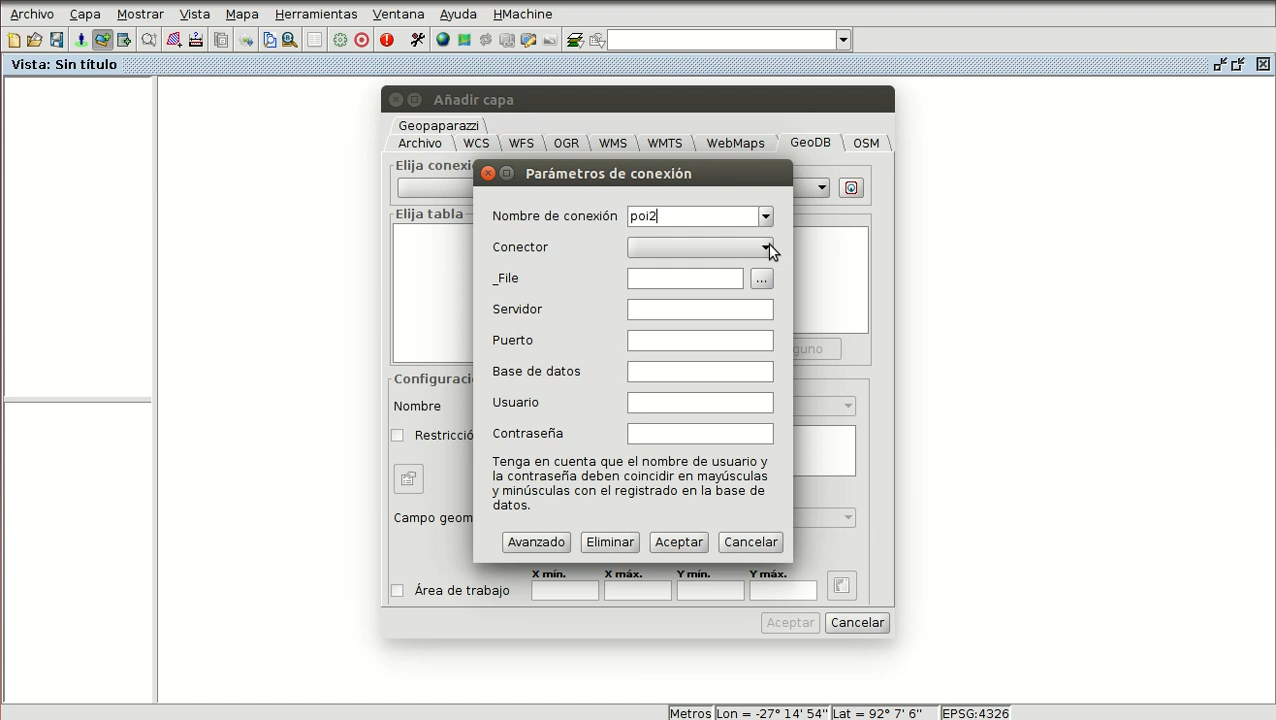 Archivo Capa Mostrar Vista Mapa Herramientas Ventana Ayuda HMachine
Vista: Sin título
Añadir capa
Geopaparazzi
Archivo WCS WFS OGR WMS WMTS WebMaps GeoDB OSM
Elija conexió
Elija tabla
Parámetros de conexión
Nombre de conexión poi2
Conector
_File ...
Servidor
Puerto
Base de datos
Usuario
Contraseña
Tenga en cuenta que el nombre de usuario y
la contraseña deben coincidir en mayúsculas
y minúsculas con el registrado en la base de
datos.
Avanzado Eliminar Aceptar Cancelar
guno
Configuració
Nombre
Restricció
Campo geom
Área de trabajo X mín. X máx. Y mín. Y máx.
Aceptar Cancelar
Metros Lon = -27° 14' 54" Lat = 92° 7' 6" EPSG:4326